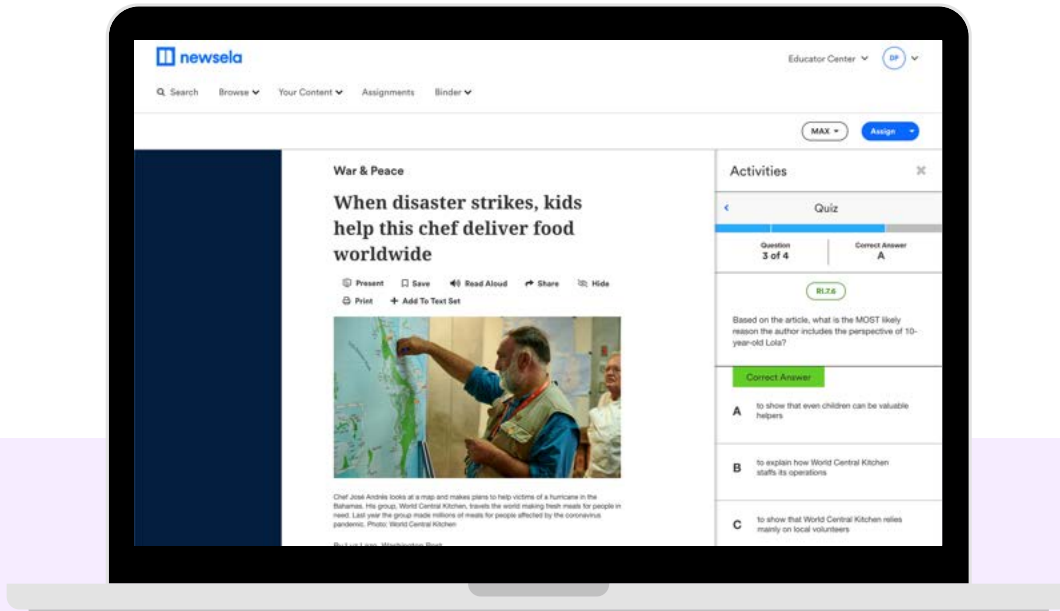 newsela
Educator Center
DP
Search Browse Your Content Assignments Binder
MAX Assign
War & Peace
When disaster strikes, kids
help this chef deliver food
worldwide
Present Save Read Aloud Share Hide
Print Add To Text Set
Chef José Andrés looks at a map and makes plans to help victims of a hurricane in the
Bahamas. His group, World Central Kitchen, travels the world making fresh meals for people in
need. Last year the group made millions of meals for people affected by the coronavirus
pandemic. Photo: World Central Kitchen
Activities
Quiz
Question
3 of 4
Correct Answer
A
RI.7.6
Based on the article, what is the MOST likely
reason the author includes the perspective of 10-
year-old Lola?
Correct Answer
A to show that even children can be valuable
helpers
B to explain how World Central Kitchen
staffs its operations
C to show that World Central Kitchen relies
mainly on local volunteers